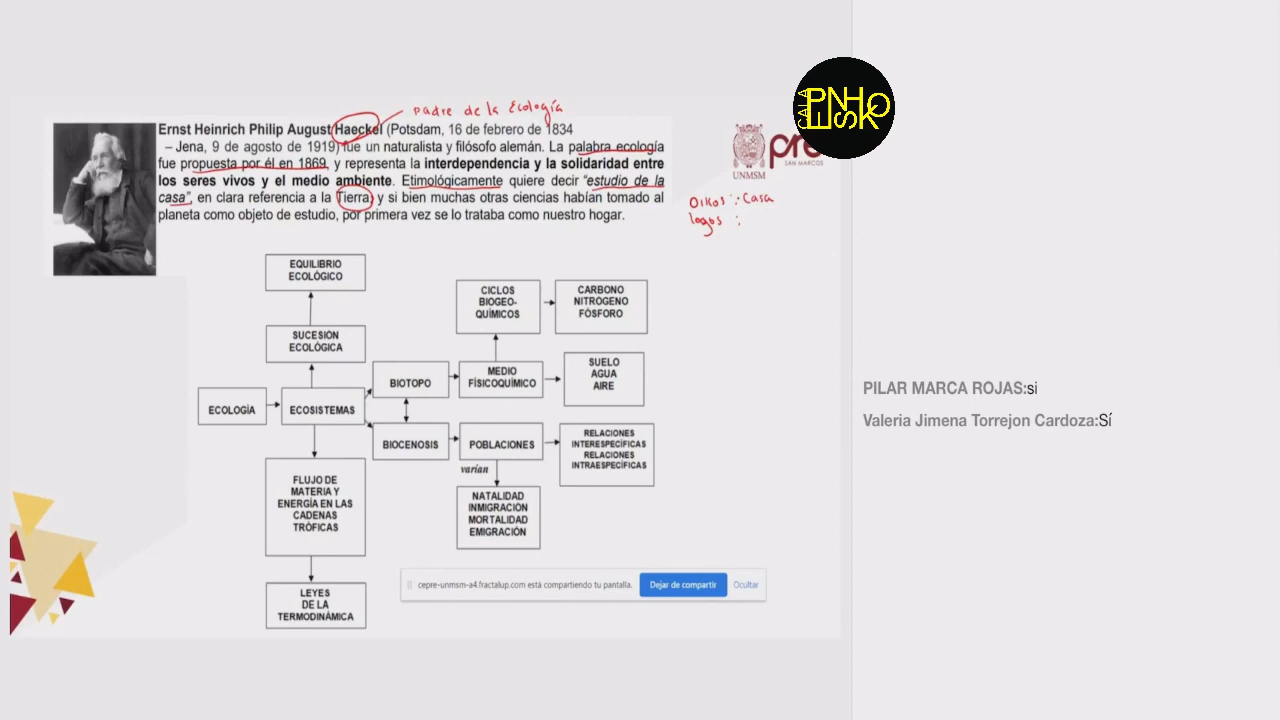 padre de la Ecología
Ernst Heinrich Philip August Haeckel (Potsdam, 16 de febrero de 1834
– Jena, 9 de agosto de 1919) fue un naturalista y filósofo alemán. La palabra ecología
fue propuesta por él en 1869, y representa la interdependencia y la solidaridad entre
los seres vivos y el medio ambiente. Etimológicamente quiere decir “estudio de la
casa”, en clara referencia a la Tierra, y si bien muchas otras ciencias habían tomado al
planeta como objeto de estudio, por primera vez se lo trataba como nuestro hogar.
UNMSM
pre
SAN MARCOS
Oikos : Casa
logos :
EQUILIBRIO
ECOLÓGICO
SUCESIÓN
ECOLÓGICA
ECOLOGÍA
ECOSISTEMAS
FLUJO DE
MATERIA Y
ENERGÍA EN LAS
CADENAS
TRÓFICAS
LEYES
DE LA
TERMODINÁMICA
BIOTOPO
BIOCENOSIS
CICLOS
BIOGEO-
QUÍMICOS
CARBONO
NITRÓGENO
FÓSFORO
MEDIO
FÍSICOQUÍMICO
SUELO
AGUA
AIRE
POBLACIONES
RELACIONES
INTERESPECÍFICAS
RELACIONES
INTRAESPECÍFICAS
varían
NATALIDAD
INMIGRACIÓN
MORTALIDAD
EMIGRACIÓN
cepre-unmsm-a4.fractalup.com está compartiendo tu pantalla.
Dejar de compartir
Ocultar
PILAR MARCA ROJAS:si
Valeria Jimena Torrejon Cardoza:Sí